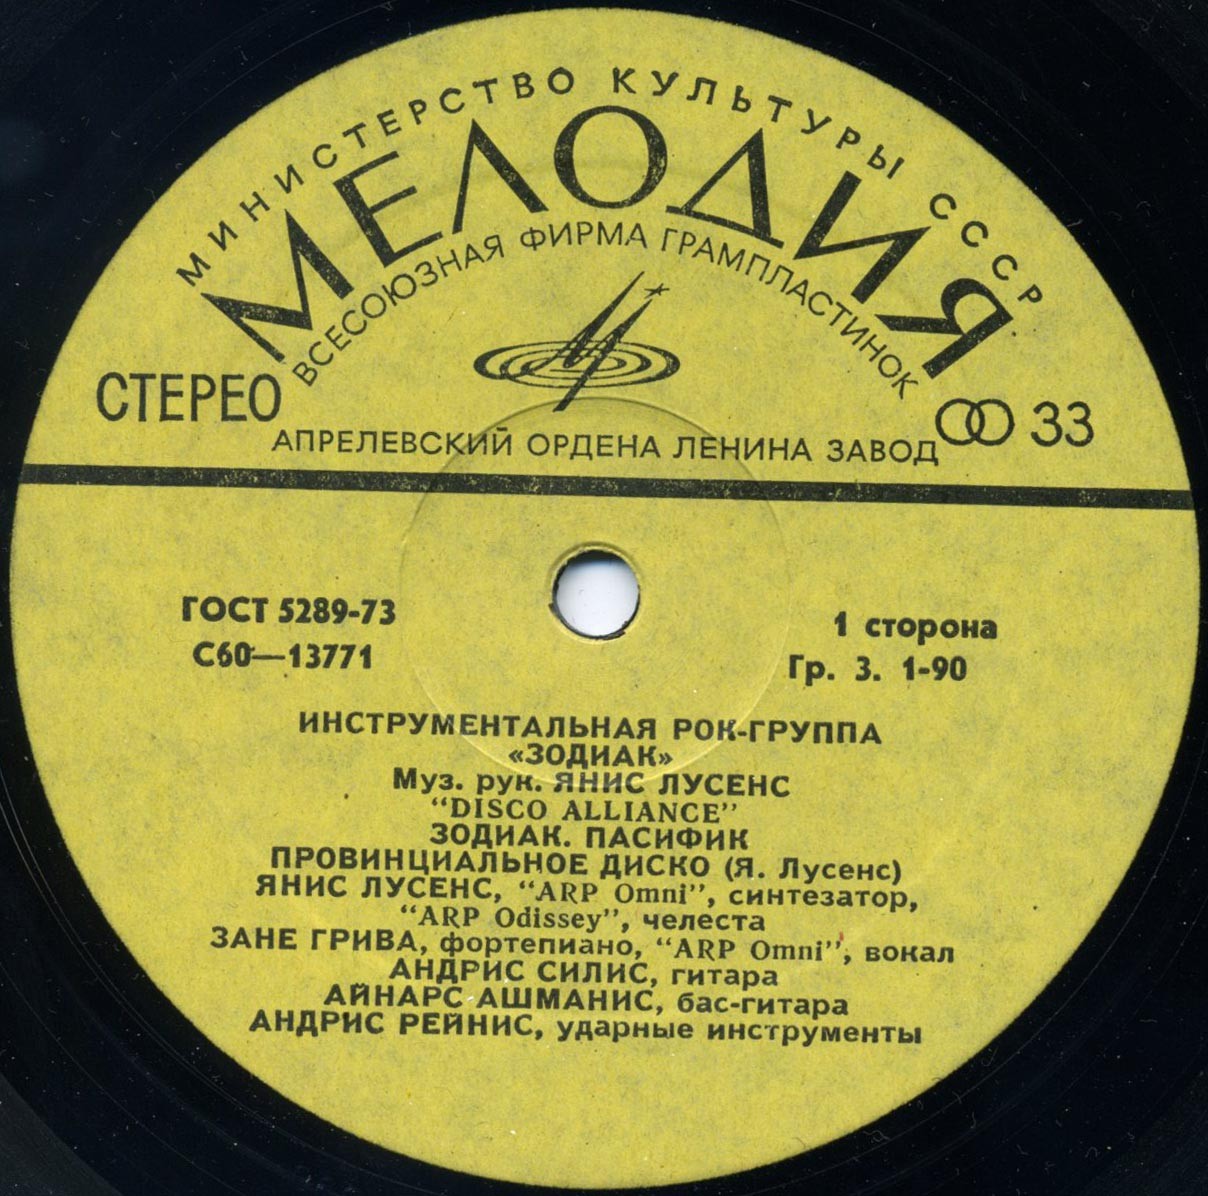 МИНИСТЕРСТВО КУЛЬТУРЫ СССР
МЕЛОДИЯ
ВСЕСОЮЗНАЯ ФИРМА ГРАМПЛАСТИНОК
СТЕРЕО
33
АПРЕЛЕВСКИЙ ОРДЕНА ЛЕНИНА ЗАВОД
ГОСТ 5289-73
С60—13771
1 сторона
Гр. 3. 1-90
ИНСТРУМЕНТАЛЬНАЯ РОК-ГРУППА
«ЗОДИАК»
Муз. рук. ЯНИС ЛУСЕНС
"DISCO ALLIANCE"
ЗОДИАК. ПАСИФИК
ПРОВИНЦИАЛЬНОЕ ДИСКО (Я. Лусенс)
ЯНИС ЛУСЕНС, "ARP Omni", синтезатор,
"ARP Odissey", челеста
ЗАНЕ ГРИВА, фортепиано, "ARP Omni", вокал
АНДРИС СИЛИС, гитара
АЙНАРС АШМАНИС, бас-гитара
АНДРИС РЕЙНИС, ударные инструменты